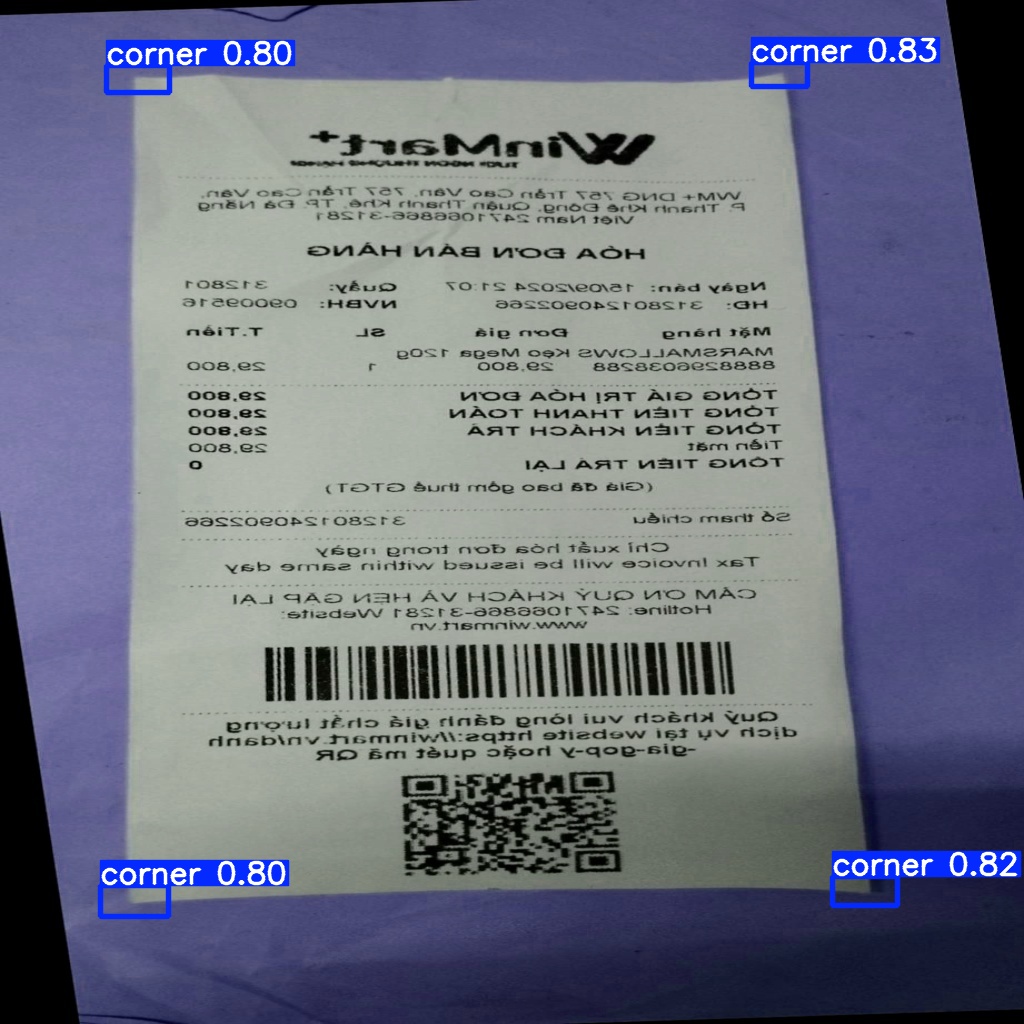 corner 0.80
corner 0.83
WinMart+
WM+ DNG 757 Trần Cao Vân, 757 Trần Cao Vân,
P. Thanh Khê Đông, Quận Thanh Khê, TP. Đà Nẵng
Việt Nam 2471066866-31281
HÓA ĐƠN BÁN HÀNG
Ngày bán: 15/09/2024 21:07 Quầy: 312801
HĐ: 312801240902266 NVBH: 09009516
Mặt hàng Đơn giá SL T.Tiền
MARSMALLOWS Kẹo Mega 120g
8888296038288 29.800 1 29.800
TỔNG GIÁ TRỊ HÓA ĐƠN 29.800
TỔNG TIỀN THANH TOÁN 29.800
TỔNG TIỀN KHÁCH TRẢ 29.800
Tiền mặt 29.800
TỔNG TIỀN TRẢ LẠI 0
(Giá đã bao gồm thuế GTGT)
Số tham chiếu 312801240902266
Chỉ xuất hóa đơn trong ngày
Tax Invoice will be issued within same day
CẢM ƠN QUÝ KHÁCH VÀ HẸN GẶP LẠI
Hotline: 2471066866-31281 Website:
www.winmart.vn
Quý khách vui lòng đánh giá chất lượng
dịch vụ tại website https://winmart.vn/danh
-gia-gop-y hoặc quét mã QR
corner 0.80
corner 0.82